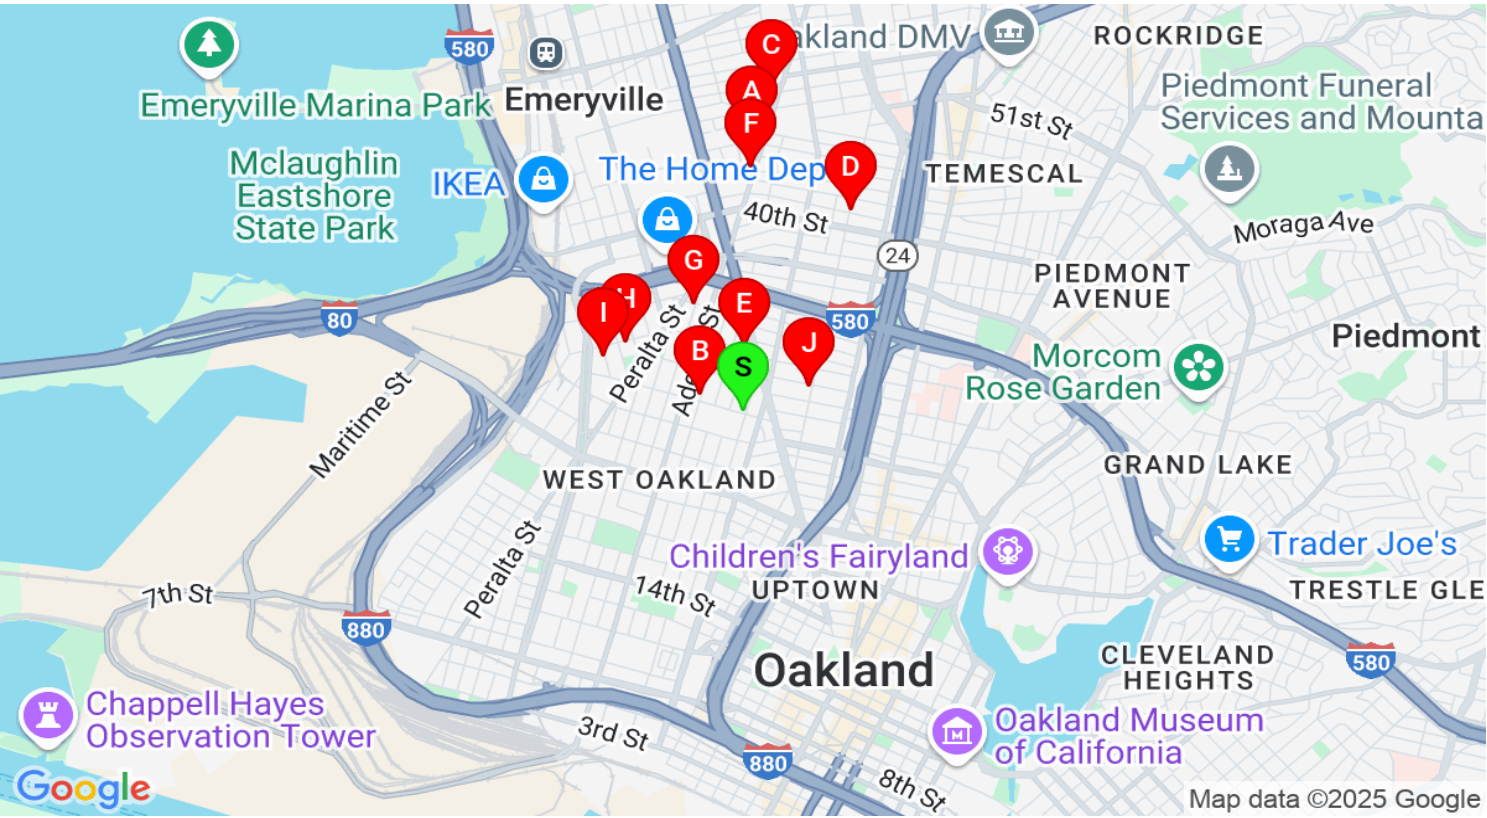 580
C
akland DMV
ROCKRIDGE
Emeryville Marina Park
Emeryville
A
F
51st St
Piedmont Funeral
Services and Mounta
Mclaughlin
Eastshore
State Park
IKEA
The Home Dep
D
TEMESCAL
40th St
Moraga Ave
24
G
PIEDMONT
AVENUE
80
I
H
Peralta St
E
St
580
Piedmont
B
Ade
S
J
Morcom
Rose Garden
Maritime St
WEST OAKLAND
GRAND LAKE
Peralta St
Children's Fairyland
UPTOWN
Trader Joe's
7th St
14th St
TRESTLE GLE
880
Oakland
CLEVELAND
HEIGHTS
580
Chappell Hayes
Observation Tower
3rd St
Oakland Museum
of California
880
8th St
Google
Map data ©2025 Google